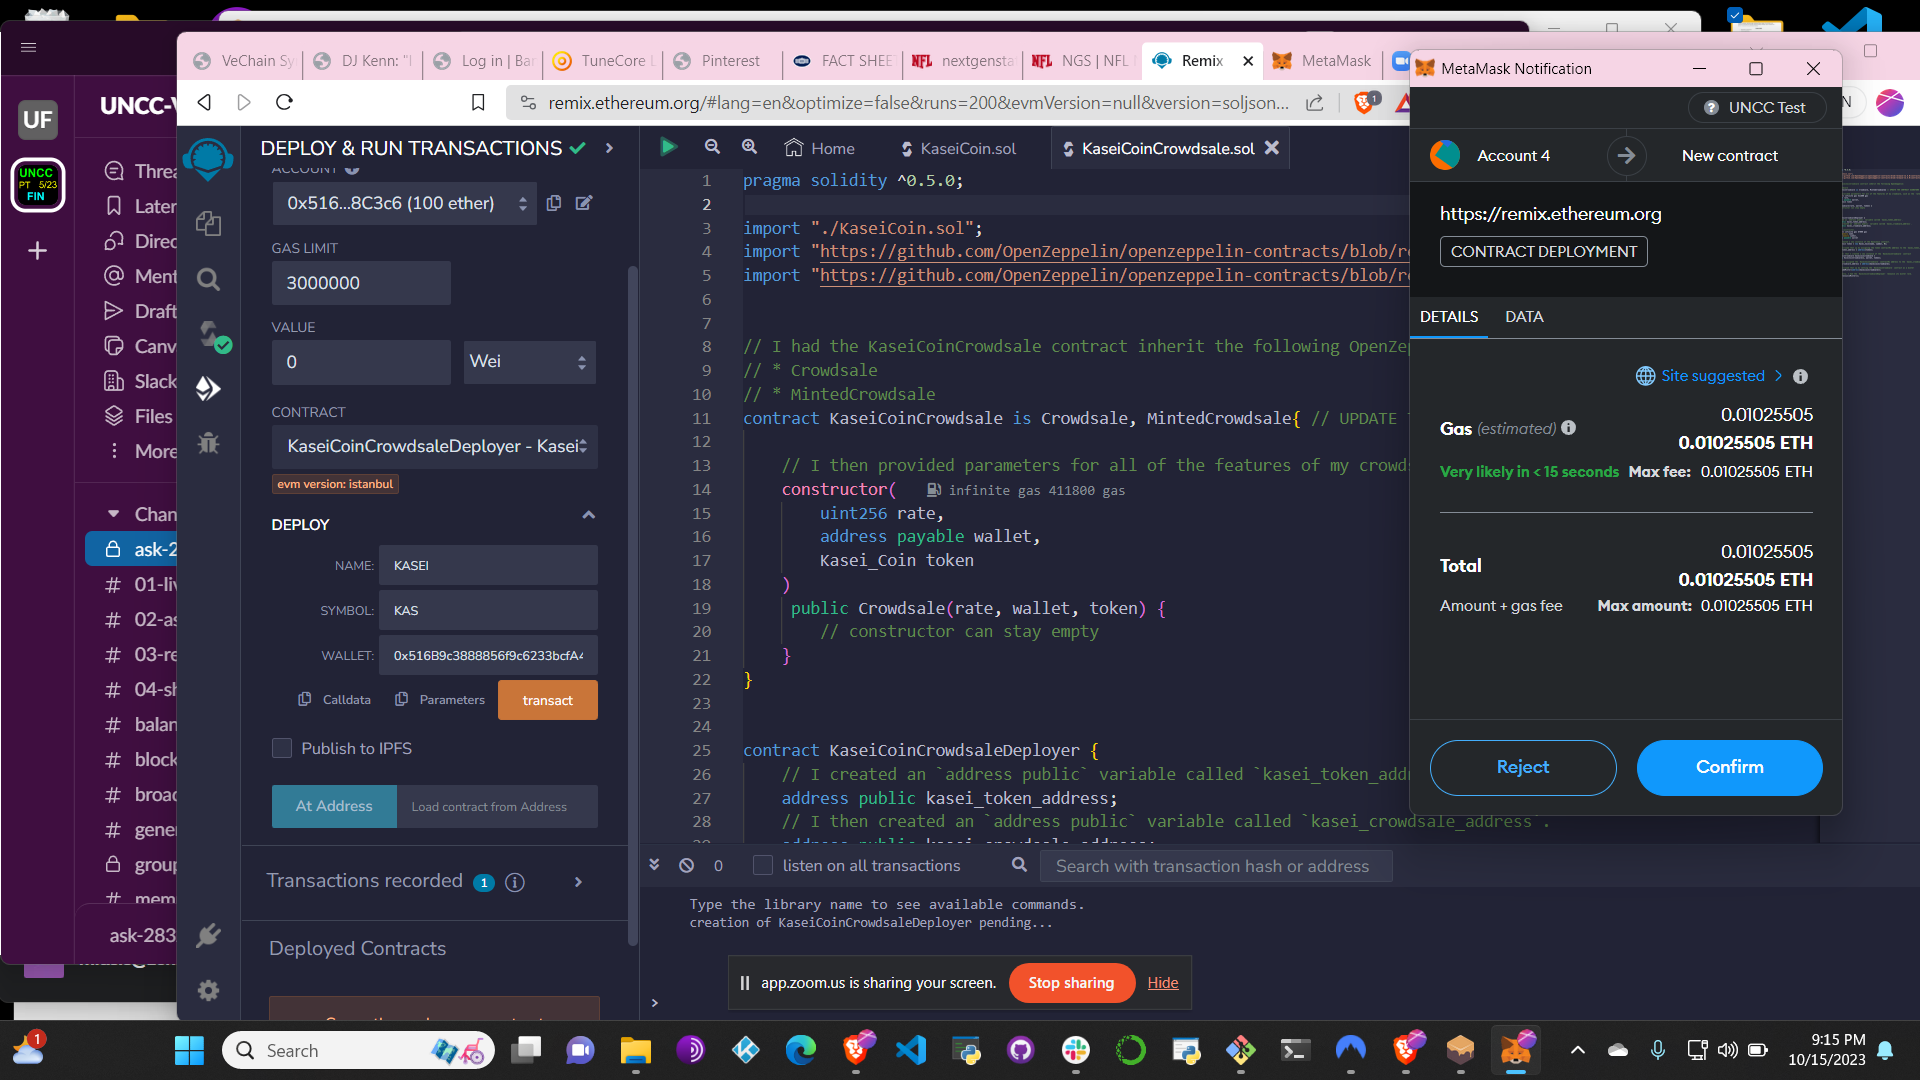 VeChain Sy
DJ Kenn: "I
Log in | Bar
TuneCore L
Pinterest
FACT SHEE
NFL
nextgensta
NFL
NGS | NFL
Remix
MetaMask
remix.ethereum.org/#lang=en&optimize=false&runs=200&evmVersion=null&version=soljson...
1
N
UF
UNCC
PT 5/23
FIN
UNCC-
Threa
Later
Direc
Ment
Draft
Canv
Slack
Files
More
Chan
ask-2
01-liv
02-as
03-re
04-sh
balan
block
broad
gener
group
mem
ask-283
DEPLOY & RUN TRANSACTIONS
ACCOUNT
0x516...8C3c6 (100 ether)
GAS LIMIT
3000000
VALUE
0
Wei
CONTRACT
KaseiCoinCrowdsaleDeployer - Kasei
evm version: istanbul
DEPLOY
NAME:
KASEI
SYMBOL:
KAS
WALLET:
0x516B9c3888856f9c6233bcfA4
Calldata
Parameters
transact
Publish to IPFS
At Address
Load contract from Address
Transactions recorded
1
Deployed Contracts
Home
KaseiCoin.sol
KaseiCoinCrowdsale.sol
1 pragma solidity ^0.5.0;
2
3 import "./KaseiCoin.sol";
4 import "https://github.com/OpenZeppelin/openzeppelin-contracts/blob/re
5 import "https://github.com/OpenZeppelin/openzeppelin-contracts/blob/re
6
7
8 // I had the KaseiCoinCrowdsale contract inherit the following OpenZep
9 // * Crowdsale
10 // * MintedCrowdsale
11 contract KaseiCoinCrowdsale is Crowdsale, MintedCrowdsale{ // UPDATE
12
13 // I then provided parameters for all of the features of my crowds
14 constructor( infinite gas 411800 gas
15 uint256 rate,
16 address payable wallet,
17 Kasei_Coin token
18 )
19 public Crowdsale(rate, wallet, token) {
20 // constructor can stay empty
21 }
22 }
23
24
25 contract KaseiCoinCrowdsaleDeployer {
26 // I created an `address public` variable called `kasei_token_addr
27 address public kasei_token_address;
28 // I then created an `address public` variable called `kasei_crowdsale_address`.
address public kasei_crowdsale_address;
0
listen on all transactions
Search with transaction hash or address
Type the library name to see available commands.
creation of KaseiCoinCrowdsaleDeployer pending...
>
app.zoom.us is sharing your screen.
Stop sharing
Hide
MetaMask Notification
UNCC Test
Account 4
New contract
https://remix.ethereum.org
CONTRACT DEPLOYMENT
DETAILS
DATA
Site suggested
Gas (estimated)
0.01025505
0.01025505 ETH
Very likely in < 15 seconds
Max fee: 0.01025505 ETH
Total
0.01025505
0.01025505 ETH
Amount + gas fee
Max amount: 0.01025505 ETH
Reject
Confirm
1
Search
9:15 PM
10/15/2023